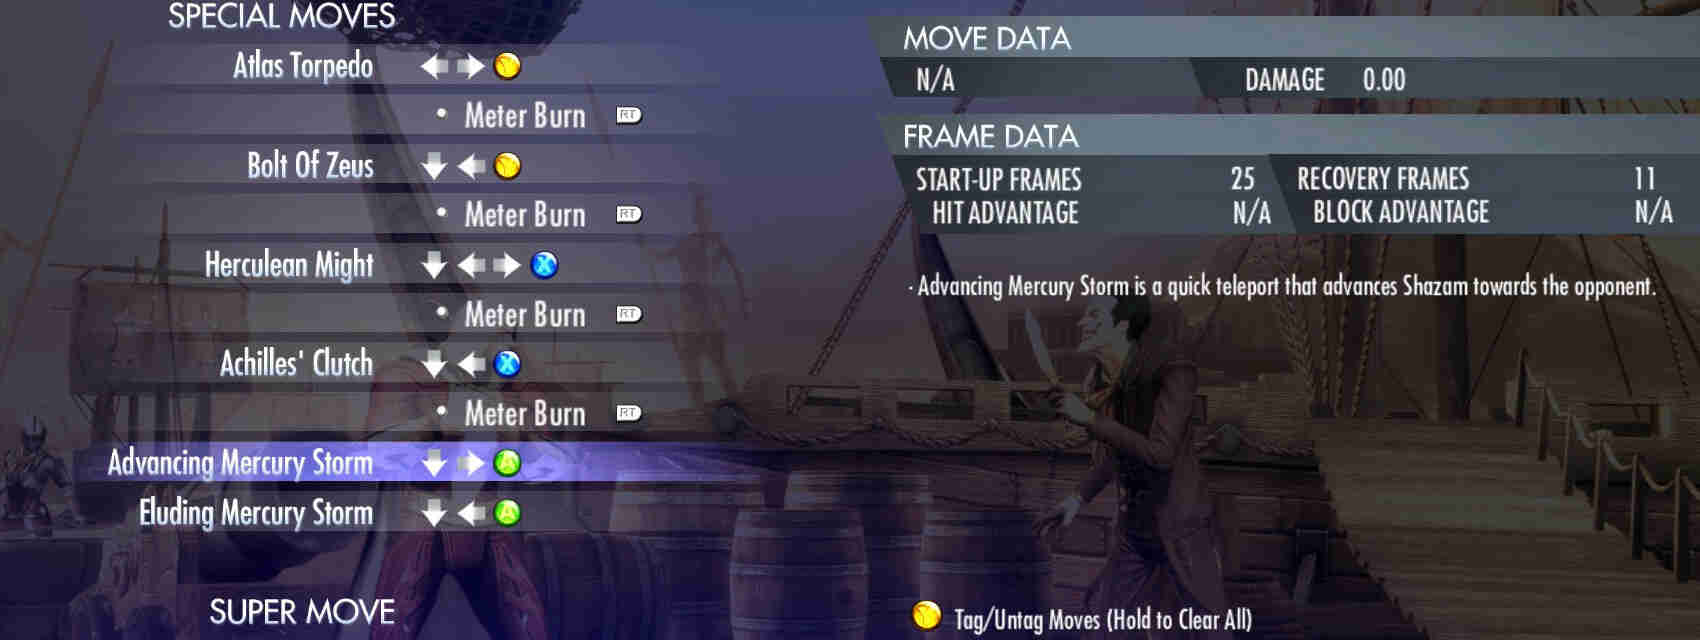 SPECIAL MOVES
Atlas Torpedo Y
• Meter Burn RT
Bolt Of Zeus Y
• Meter Burn RT
Herculean Might X
• Meter Burn RT
Achilles' Clutch X
• Meter Burn RT
Advancing Mercury Storm A
Eluding Mercury Storm A
SUPER MOVE
MOVE DATA
N/A DAMAGE 0.00
FRAME DATA
START-UP FRAMES 25 RECOVERY FRAMES 11
HIT ADVANTAGE N/A BLOCK ADVANTAGE N/A
· Advancing Mercury Storm is a quick teleport that advances Shazam towards the opponent.
Y Tag/Untag Moves (Hold to Clear All)